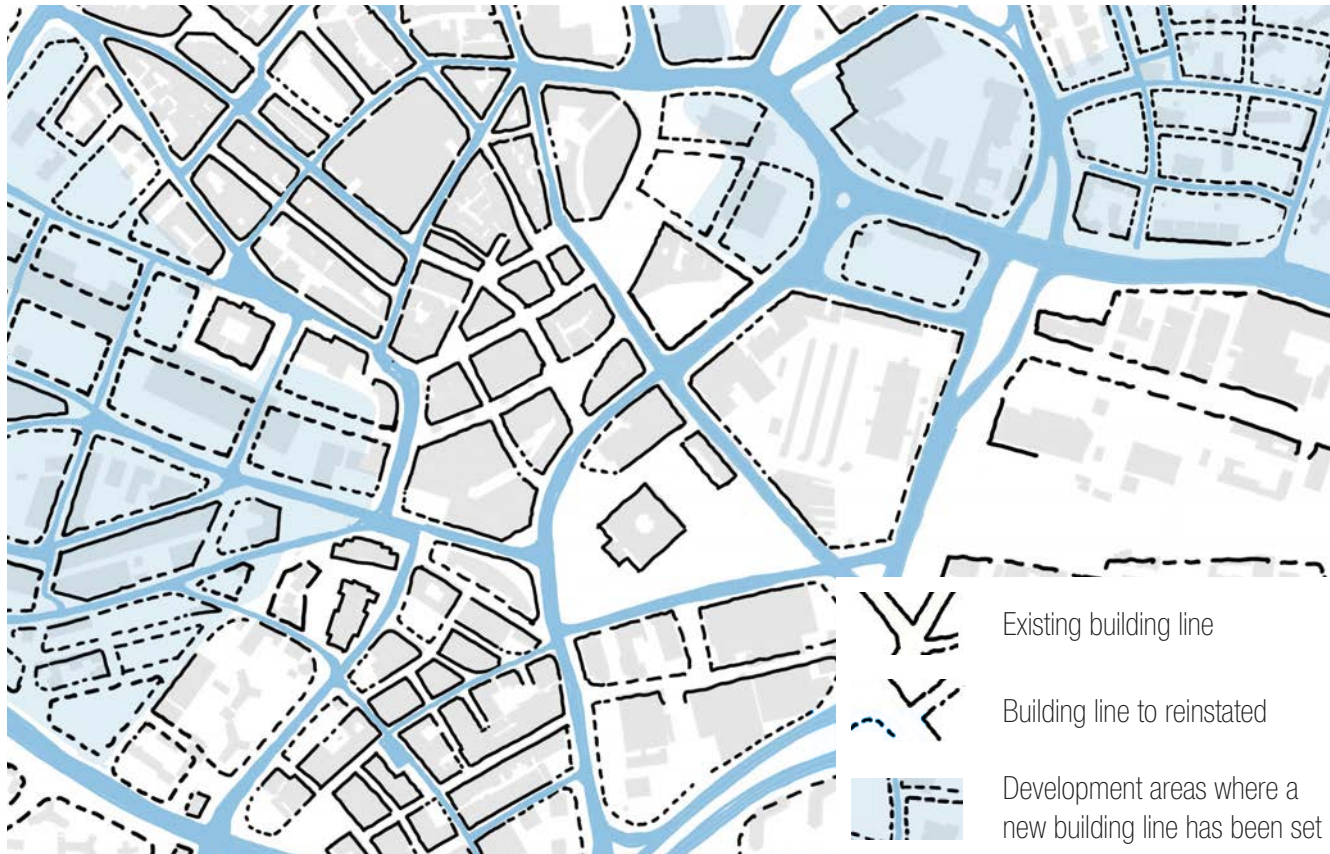 Existing building line
Building line to reinstated
Development areas where a
new building line has been set